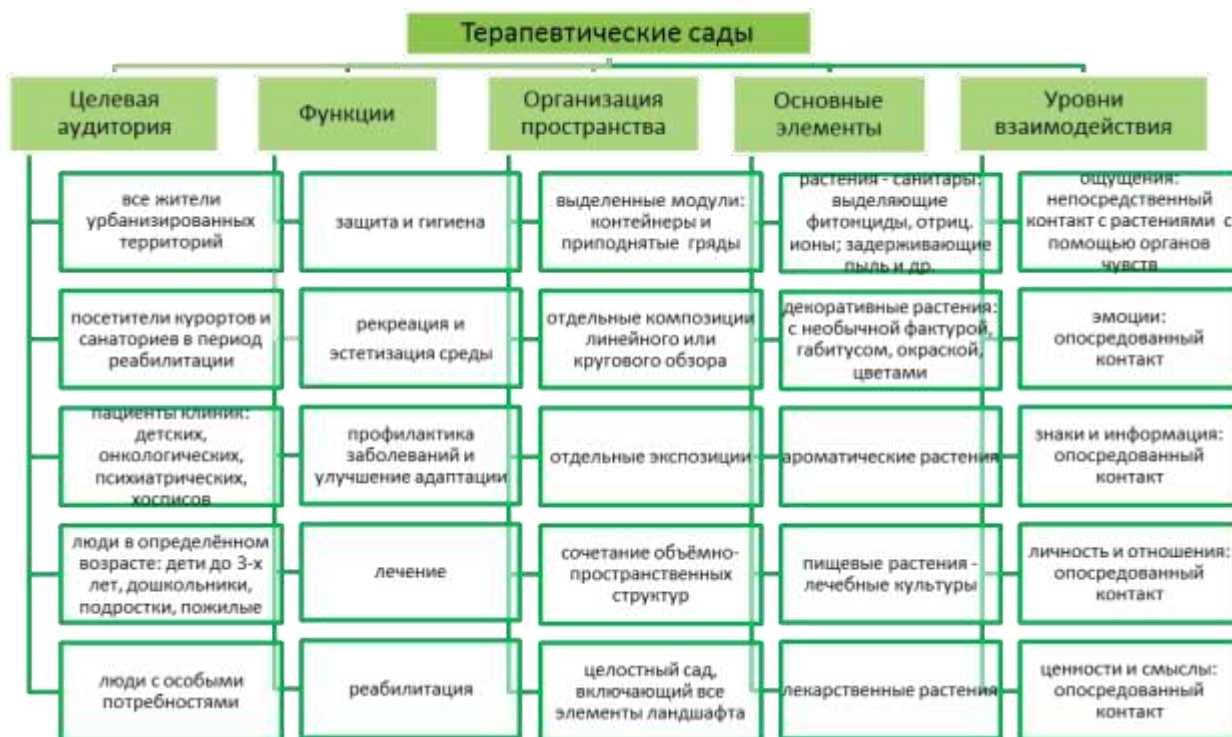 Терапевтические сады
Целевая
аудитория
Функции
Организация
пространства
Основные
элементы
Уровни
взаимодействия
все жители
урбанизированных
территорий
посетители курортов и
санаториев в период
реабилитации
пациенты клиник:
детских,
онкологических,
психиатрических,
хосписов
люди в определённом
возрасте: дети до 3-х
лет, дошкольники,
подростки, пожилые
люди с особыми
потребностями
защита и гигиена
рекреация и
эстетизация среды
профилактика
заболеваний и
улучшение адаптации
лечение
реабилитация
выделенные модули:
контейнеры и
приподнятые гряды
отдельные композиции
линейного или
кругового обзора
отдельные экспозиции
сочетание объёмно-
пространственных
структур
целостный сад,
включающий все
элементы ландшафта
растения - санитары:
выделяющие
фитонциды, отриц.
ионы; задерживающие
пыль и др.
декоративные растения:
с необычной фактурой,
габитусом, окраской,
цветами
ароматические растения
пищевые растения -
лечебные культуры
лекарственные растения
ощущения:
непосредственный
контакт с растениями с
помощью органов
чувств
эмоции:
опосредованный
контакт
знаки и информация:
опосредованный
контакт
личность и отношения:
опосредованный
контакт
ценности и смыслы:
опосредованный
контакт